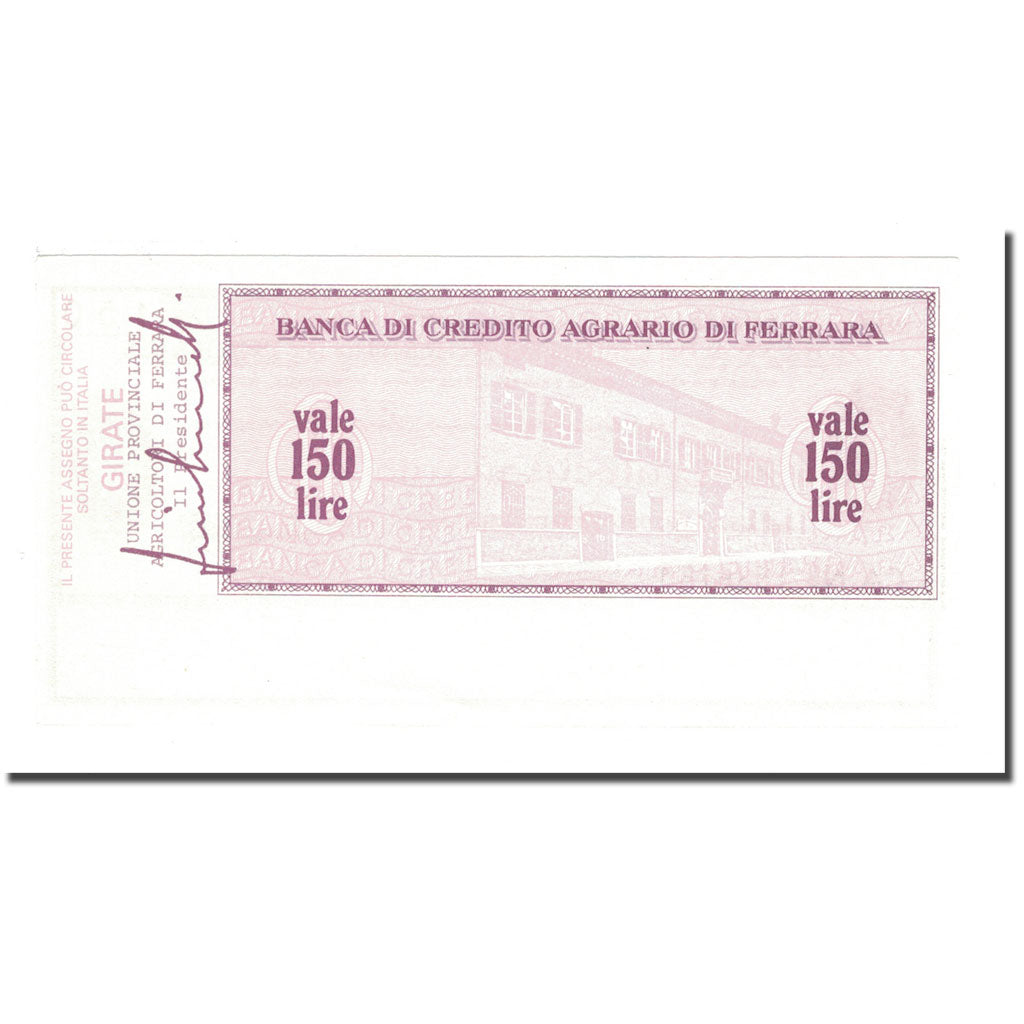 IL PRESENTE ASSEGNO PUÒ CIRCOLARE
SOLTANTO IN ITALIA
GIRATE
UNIONE PROVINCIALE
AGRICOLTORI DI FERRARA
il Presidente
BANCA DI CREDITO AGRARIO DI FERRARA
vale
150
lire
vale
150
lire